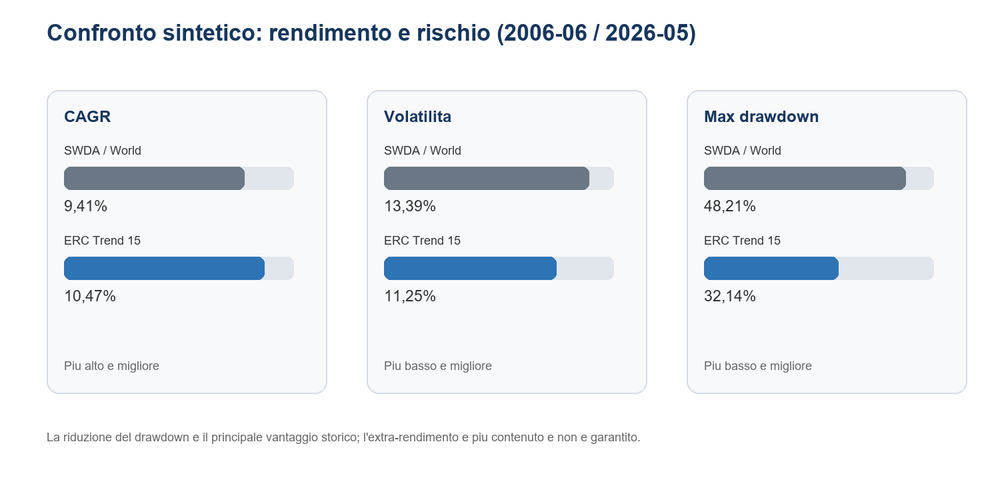 Confronto sintetico: rendimento e rischio (2006-06 / 2026-05)
CAGR
SWDA / World
9,41%
ERC Trend 15
10,47%
Piu alto e migliore
Volatilita
SWDA / World
13,39%
ERC Trend 15
11,25%
Piu basso e migliore
Max drawdown
SWDA / World
48,21%
ERC Trend 15
32,14%
Piu basso e migliore
La riduzione del drawdown e il principale vantaggio storico; l'extra-rendimento e piu contenuto e non e garantito.